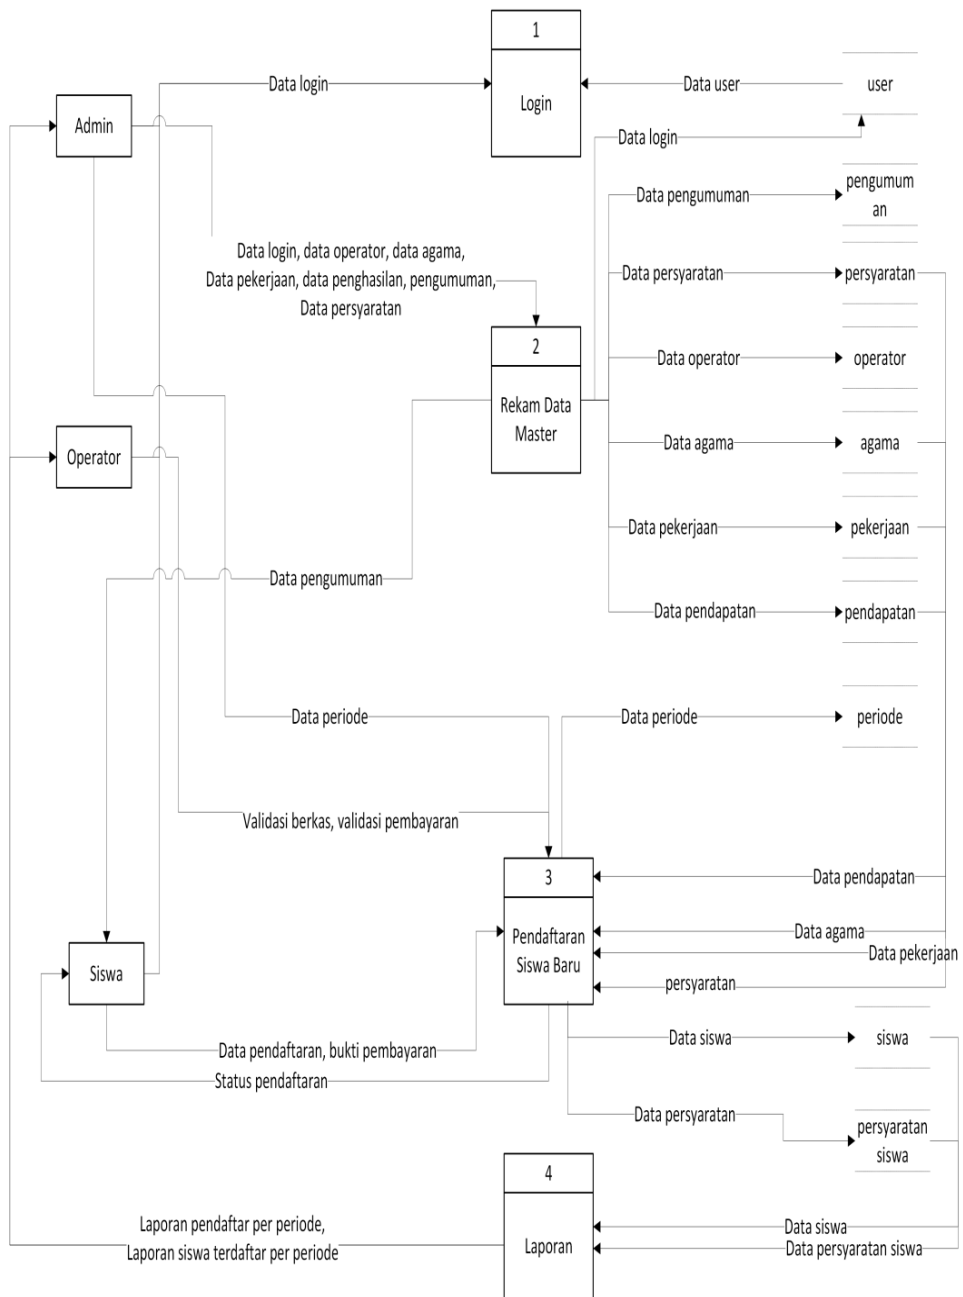 1
Login
Data login
Data user
user
Admin
Data login
Data pengumuman
pengumum
an
Data login, data operator, data agama,
Data pekerjaan, data penghasilan, pengumuman,
Data persyaratan
Data persyaratan
persyaratan
2
Rekam Data
Master
Data operator
operator
Operator
Data agama
agama
Data pekerjaan
pekerjaan
Data pengumuman
Data pendapatan
pendapatan
Data periode
Data periode
periode
Validasi berkas, validasi pembayaran
3
Pendaftaran
Siswa Baru
Data pendapatan
Data agama
Data pekerjaan
persyaratan
Siswa
Data pendaftaran, bukti pembayaran
Status pendaftaran
Data siswa
siswa
Data persyaratan
persyaratan
siswa
4
Laporan
Laporan pendaftar per periode,
Laporan siswa terdaftar per periode
Data siswa
Data persyaratan siswa